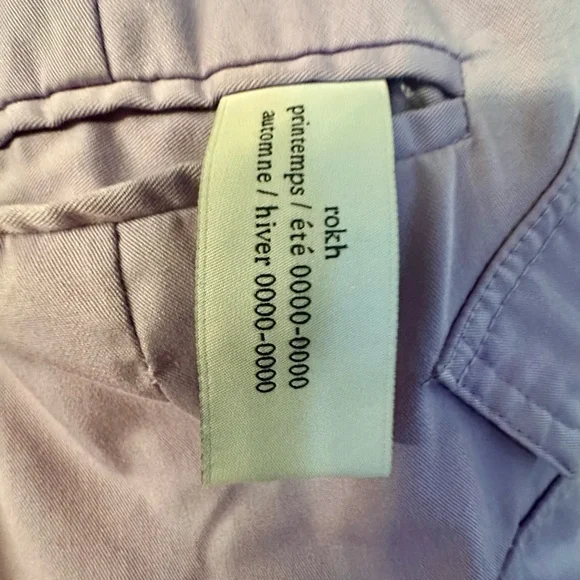 rokh
printemps / été 0000-0000
automne / hiver 0000-0000